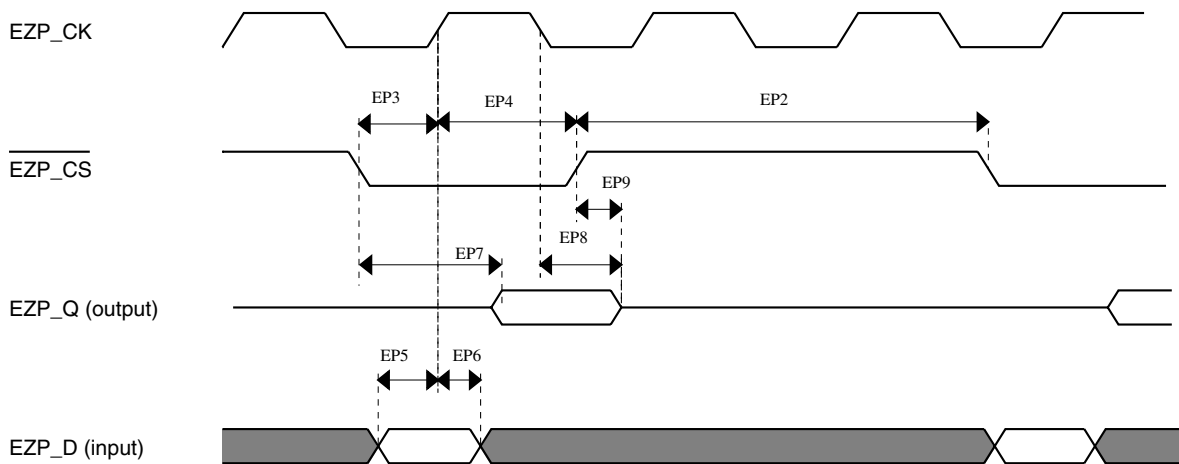 EZP_CK
EP3
EP4
EP2
EZP_CS
EP9
EP8
EP7
EZP_Q (output)
EP5
EP6
EZP_D (input)